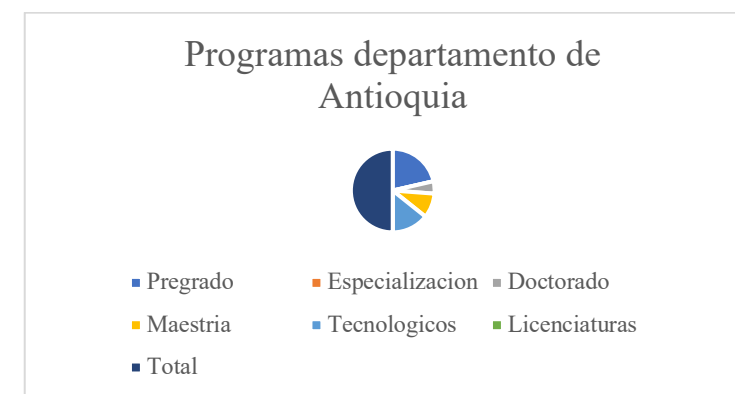 Programas departamento de
Antioquia
Pregrado Especializacion Doctorado
Maestria Tecnologicos Licenciaturas
Total